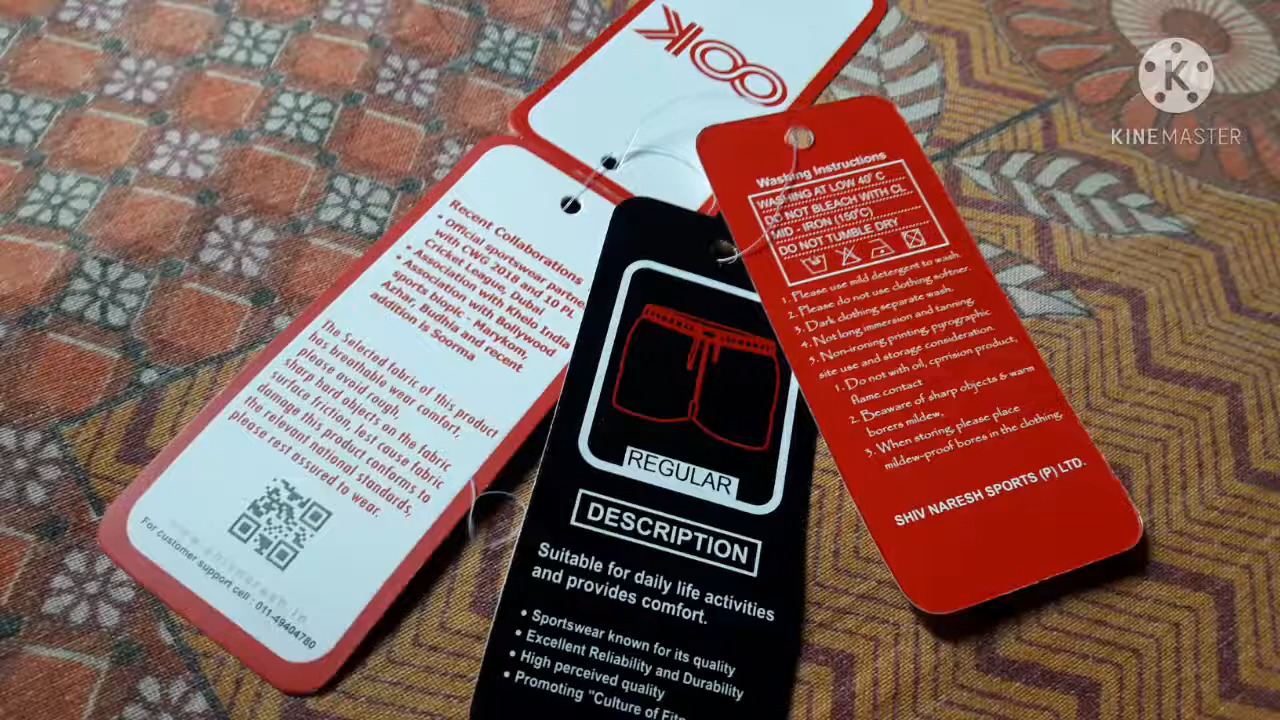 LOOK
Recent Collaborations
• Official sportswear partne
with CWG 2018 and 10 PL
Cricket League, Dubai
• Association with Khelo India
• Association with Bollywood
sports biopic - Marykom,
Azhar, Budhia and recent
addition is Soorma
The Selected fabric of this product
has breathable wear comfort,
please avoid rough,
sharp hard objects on the fabric
surface friction, lest cause fabric
damage this product conforms to
the relevant national standards,
please rest assured to wear.
For customer support cell : 011-49404780
REGULAR
DESCRIPTION
Suitable for daily life activities
and provides comfort.
• Sportswear known for its quality
• Excellent Reliability and Durability
• High perceived quality
• Promoting "Culture of Fitn
Washing Instructions
WASHING AT LOW 40°C
DO NOT BLEACH WITH CL
MID - IRON (150°C)
DO NOT TUMBLE DRY
1. Please use mild detergent to wash.
2. Please do not use clothing softner.
3. Dark clothing separate wash.
4. Not long immersion and tanning.
5. Non-ironing printing, pyrographic
site use and storage consideration.
1. Do not with oil, cprrision product,
flame contact
2. Beaware of sharp objects & warm
borers mildew.
3. When storing, please place
mildew-proof bores in the clothing.
SHIV NARESH SPORTS (P) LTD.
K
KINEMASTER